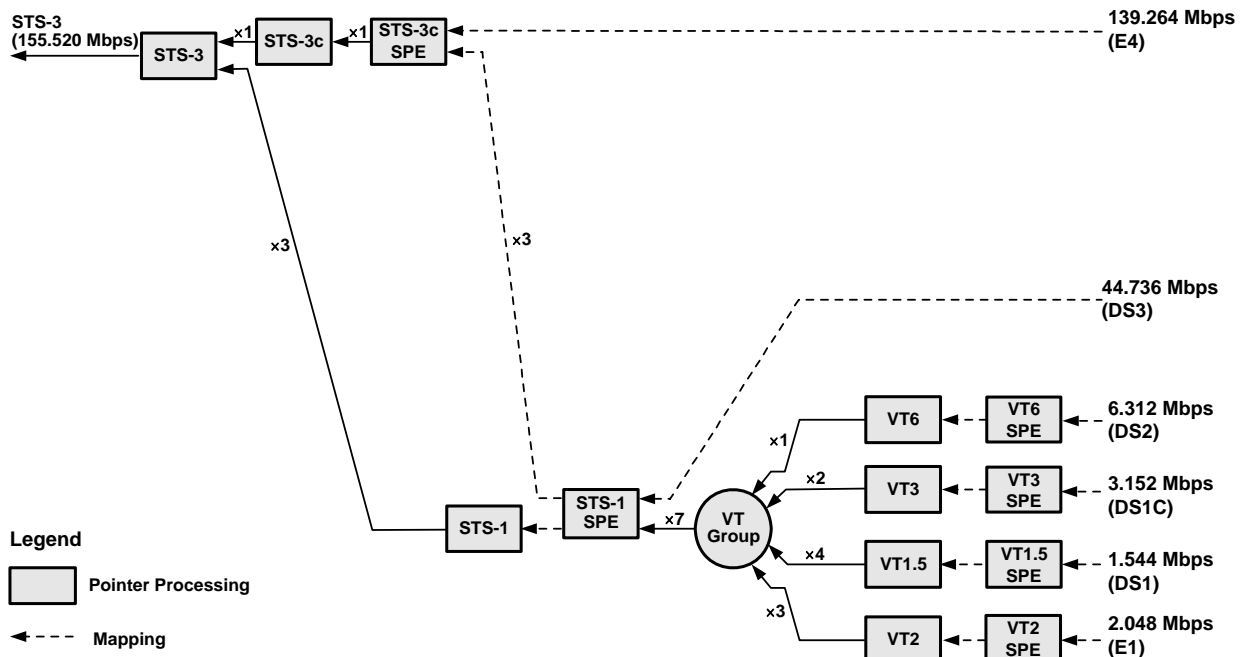 STS-3
(155.520 Mbps)
STS-3
×1
STS-3c
×1
STS-3c
SPE
139.264 Mbps
(E4)
×3
×3
44.736 Mbps
(DS3)
×1
VT6
VT6
SPE
6.312 Mbps
(DS2)
×2
VT3
VT3
SPE
3.152 Mbps
(DS1C)
STS-1
STS-1
SPE
×7
VT
Group
×4
VT1.5
VT1.5
SPE
1.544 Mbps
(DS1)
×3
VT2
VT2
SPE
2.048 Mbps
(E1)
Legend
Pointer Processing
Mapping